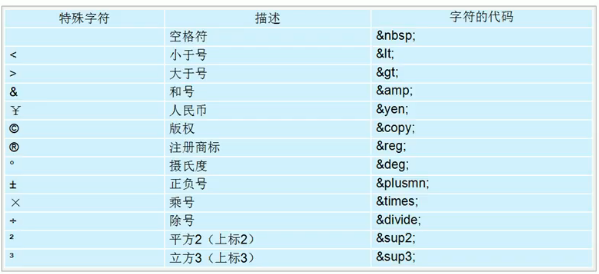 特殊字符 描述 字符的代码
空格符 &nbsp;
< 小于号 &lt;
> 大于号 &gt;
& 和号 &amp;
￥ 人民币 &yen;
© 版权 &copy;
® 注册商标 &reg;
° 摄氏度 &deg;
± 正负号 &plusmn;
× 乘号 &times;
÷ 除号 &divide;
² 平方2（上标2） &sup2;
³ 立方3（上标3） &sup3;